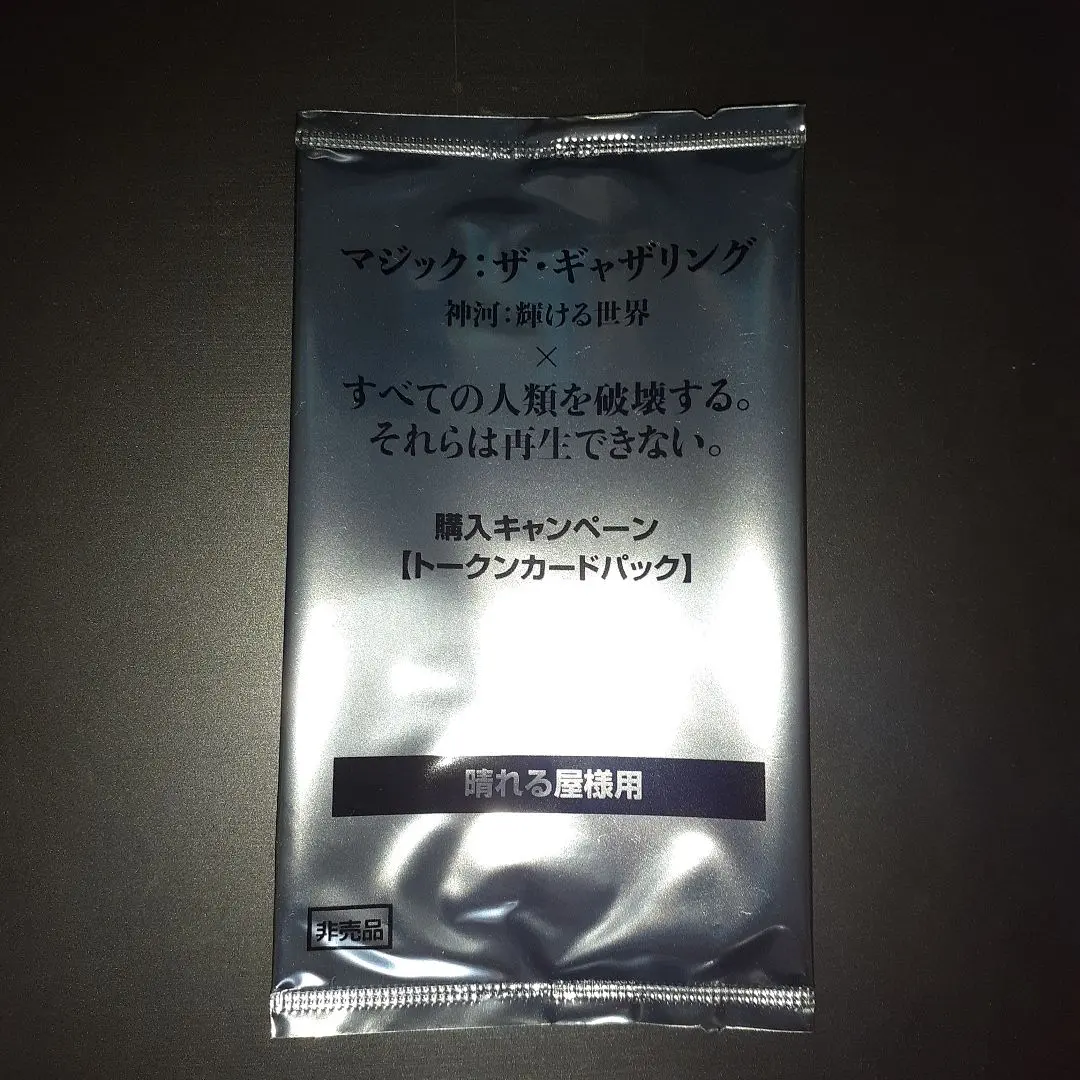 マジック：ザ・ギャザリング
神河：輝ける世界
×
すべての人類を破壊する。
それらは再生できない。
購入キャンペーン
【トークンカードパック】
晴れる屋様用
非売品